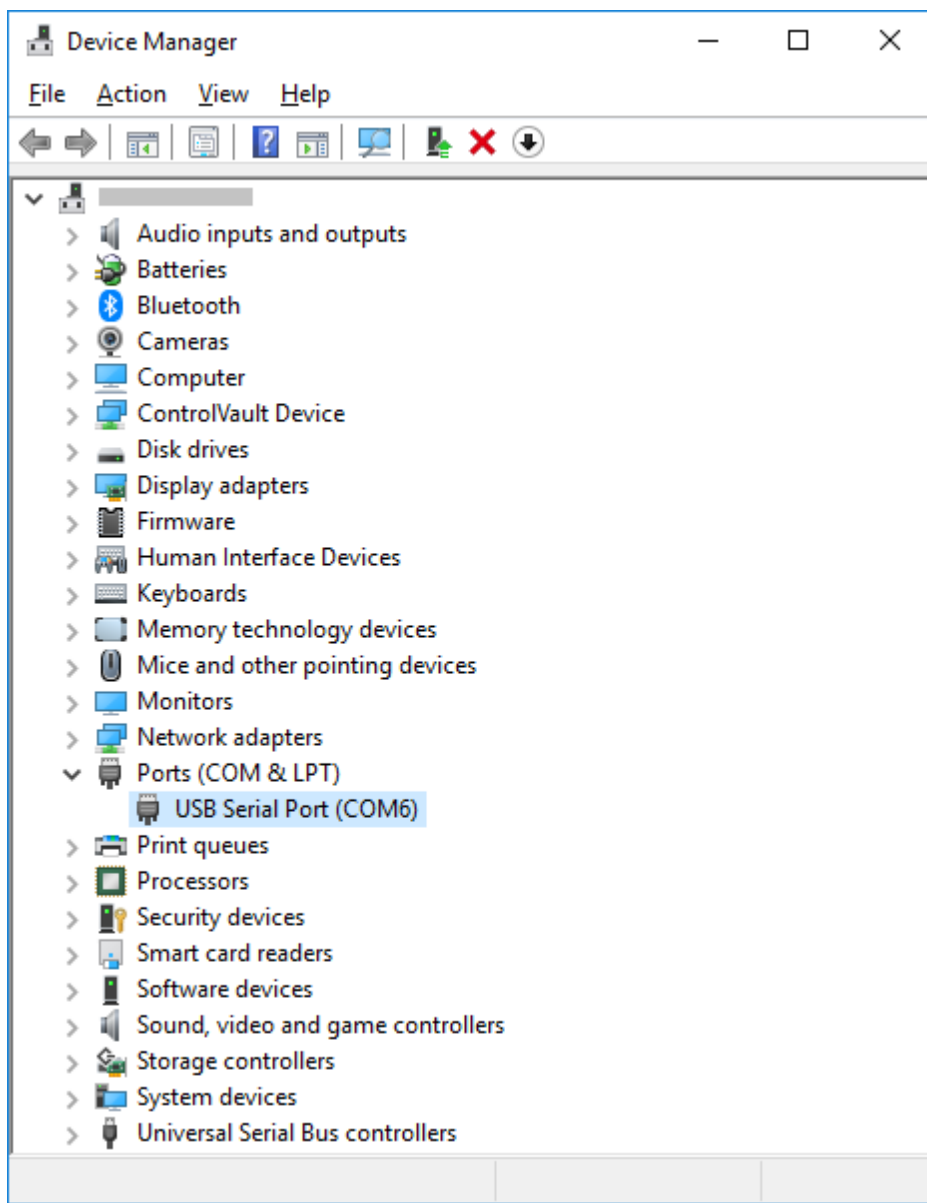 Device Manager
File Action View Help
Audio inputs and outputs
Batteries
Bluetooth
Cameras
Computer
ControlVault Device
Disk drives
Display adapters
Firmware
Human Interface Devices
Keyboards
Memory technology devices
Mice and other pointing devices
Monitors
Network adapters
Ports (COM & LPT)
USB Serial Port (COM6)
Print queues
Processors
Security devices
Smart card readers
Software devices
Sound, video and game controllers
Storage controllers
System devices
Universal Serial Bus controllers